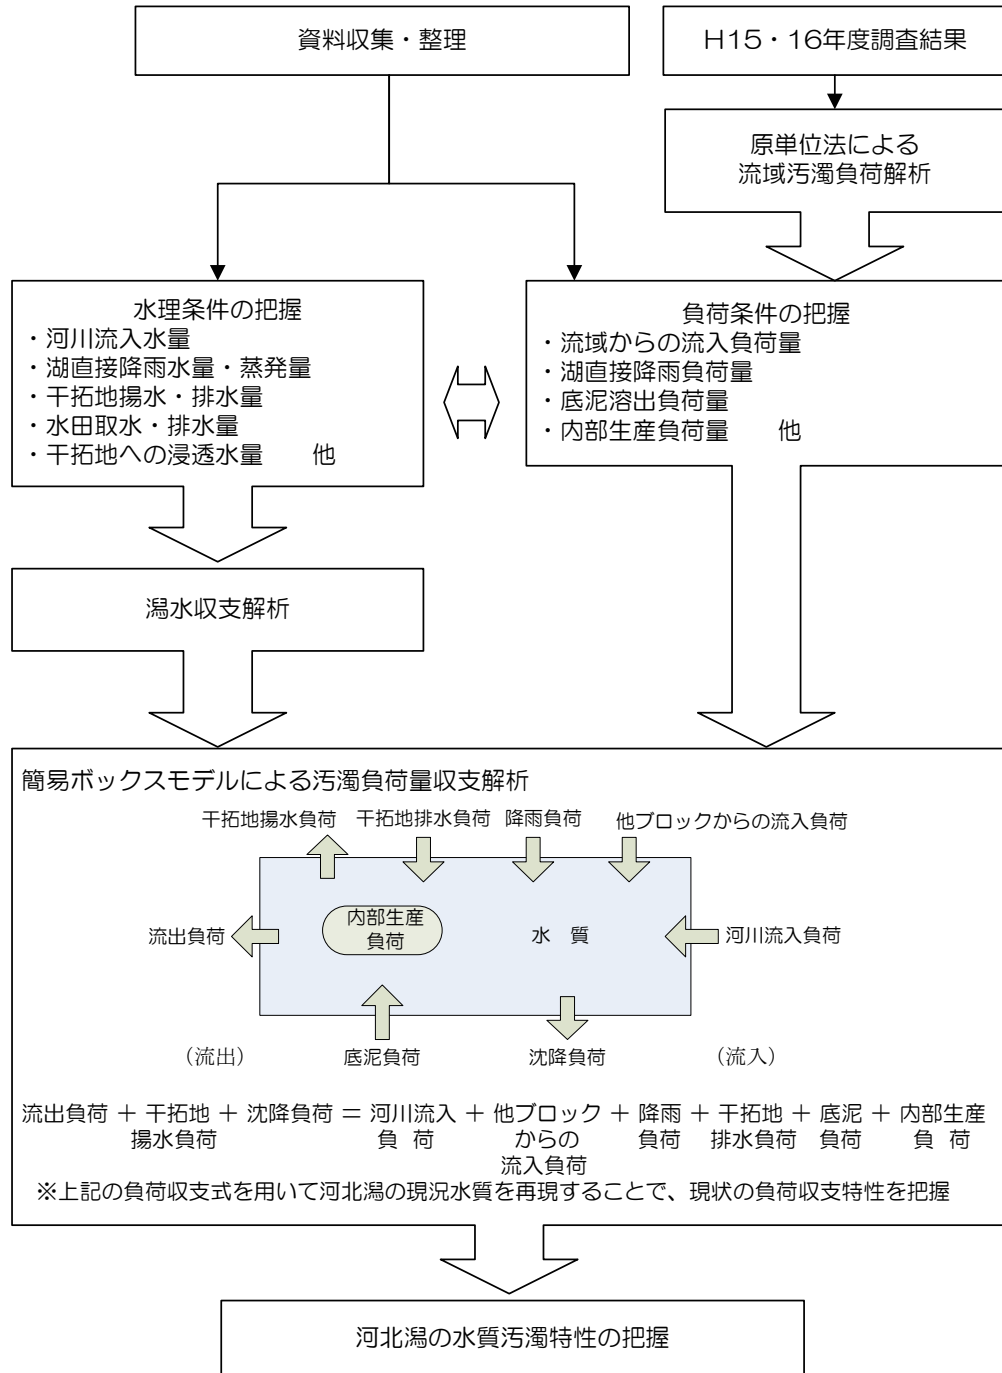 資料収集・整理
H15・16年度調査結果
原単位法による
流域汚濁負荷解析
水理条件の把握
・河川流入水量
・湖直接降雨水量・蒸発量
・干拓地揚水・排水量
・水田取水・排水量
・干拓地への浸透水量　　他
負荷条件の把握
・流域からの流入負荷量
・湖直接降雨負荷量
・底泥溶出負荷量
・内部生産負荷量　　他
潟水収支解析
簡易ボックスモデルによる汚濁負荷量収支解析
干拓地揚水負荷　干拓地排水負荷　降雨負荷　他ブロックからの流入負荷
内部生産
負荷
水　質
流出負荷
河川流入負荷
（流出）　底泥負荷　沈降負荷　（流入）
流出負荷 ＋ 干拓地 ＋ 沈降負荷 ＝ 河川流入 ＋ 他ブロック ＋ 降雨 ＋ 干拓地 ＋ 底泥 ＋ 内部生産
揚水負荷　負　荷　からの　負荷　排水負荷　負荷　負　荷
流入負荷
※上記の負荷収支式を用いて河北潟の現況水質を再現することで、現状の負荷収支特性を把握
河北潟の水質汚濁特性の把握